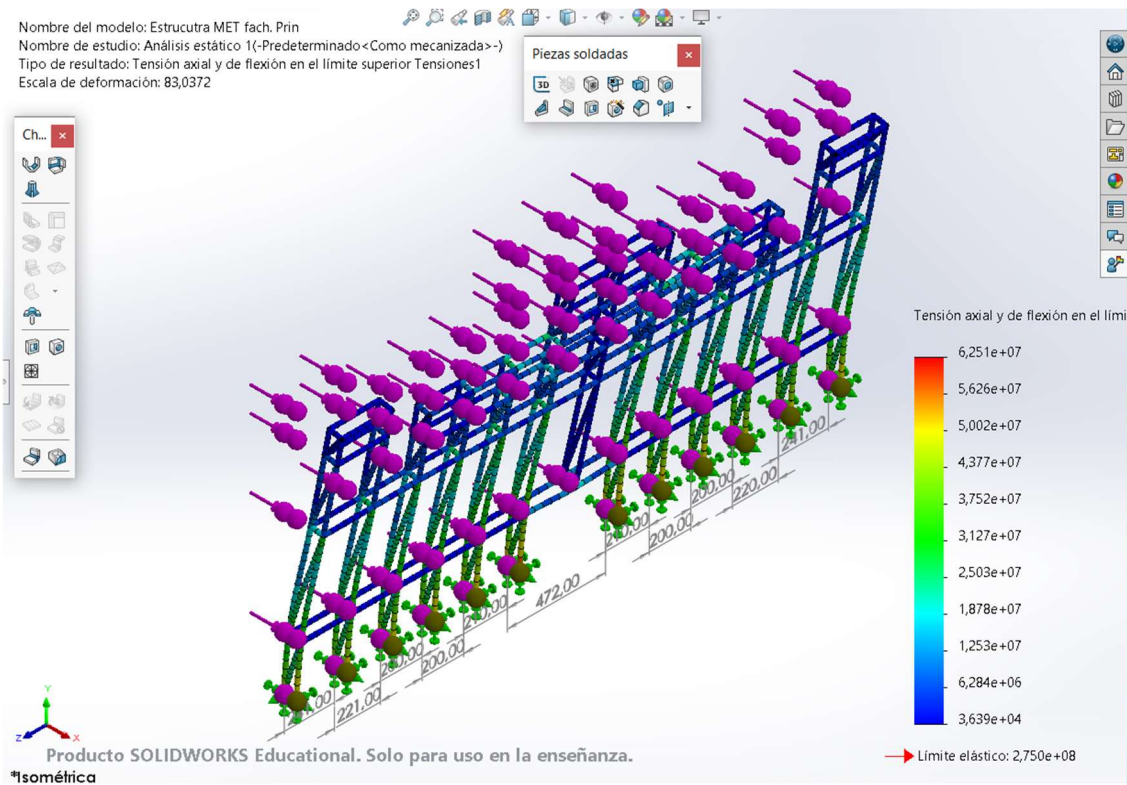 Nombre del modelo: Estrucutra MET fach. Prin
Nombre de estudio: Análisis estático 1(-Predeterminado<Como mecanizada>-)
Tipo de resultado: Tensión axial y de flexión en el límite superior Tensiones1
Escala de deformación: 83,0372
Piezas soldadas
3D
Ch...
Tensión axial y de flexión en el lími
6,251e+07
5,626e+07
5,002e+07
4,377e+07
3,752e+07
3,127e+07
2,503e+07
1,878e+07
1,253e+07
6,284e+06
3,639e+04
Límite elástico: 2,750e+08
241,00
220,00
200,00
200,00
472,00
200,00
221,00
Y
Z
X
Producto SOLIDWORKS Educational. Solo para uso en la enseñanza.
*Isométrica